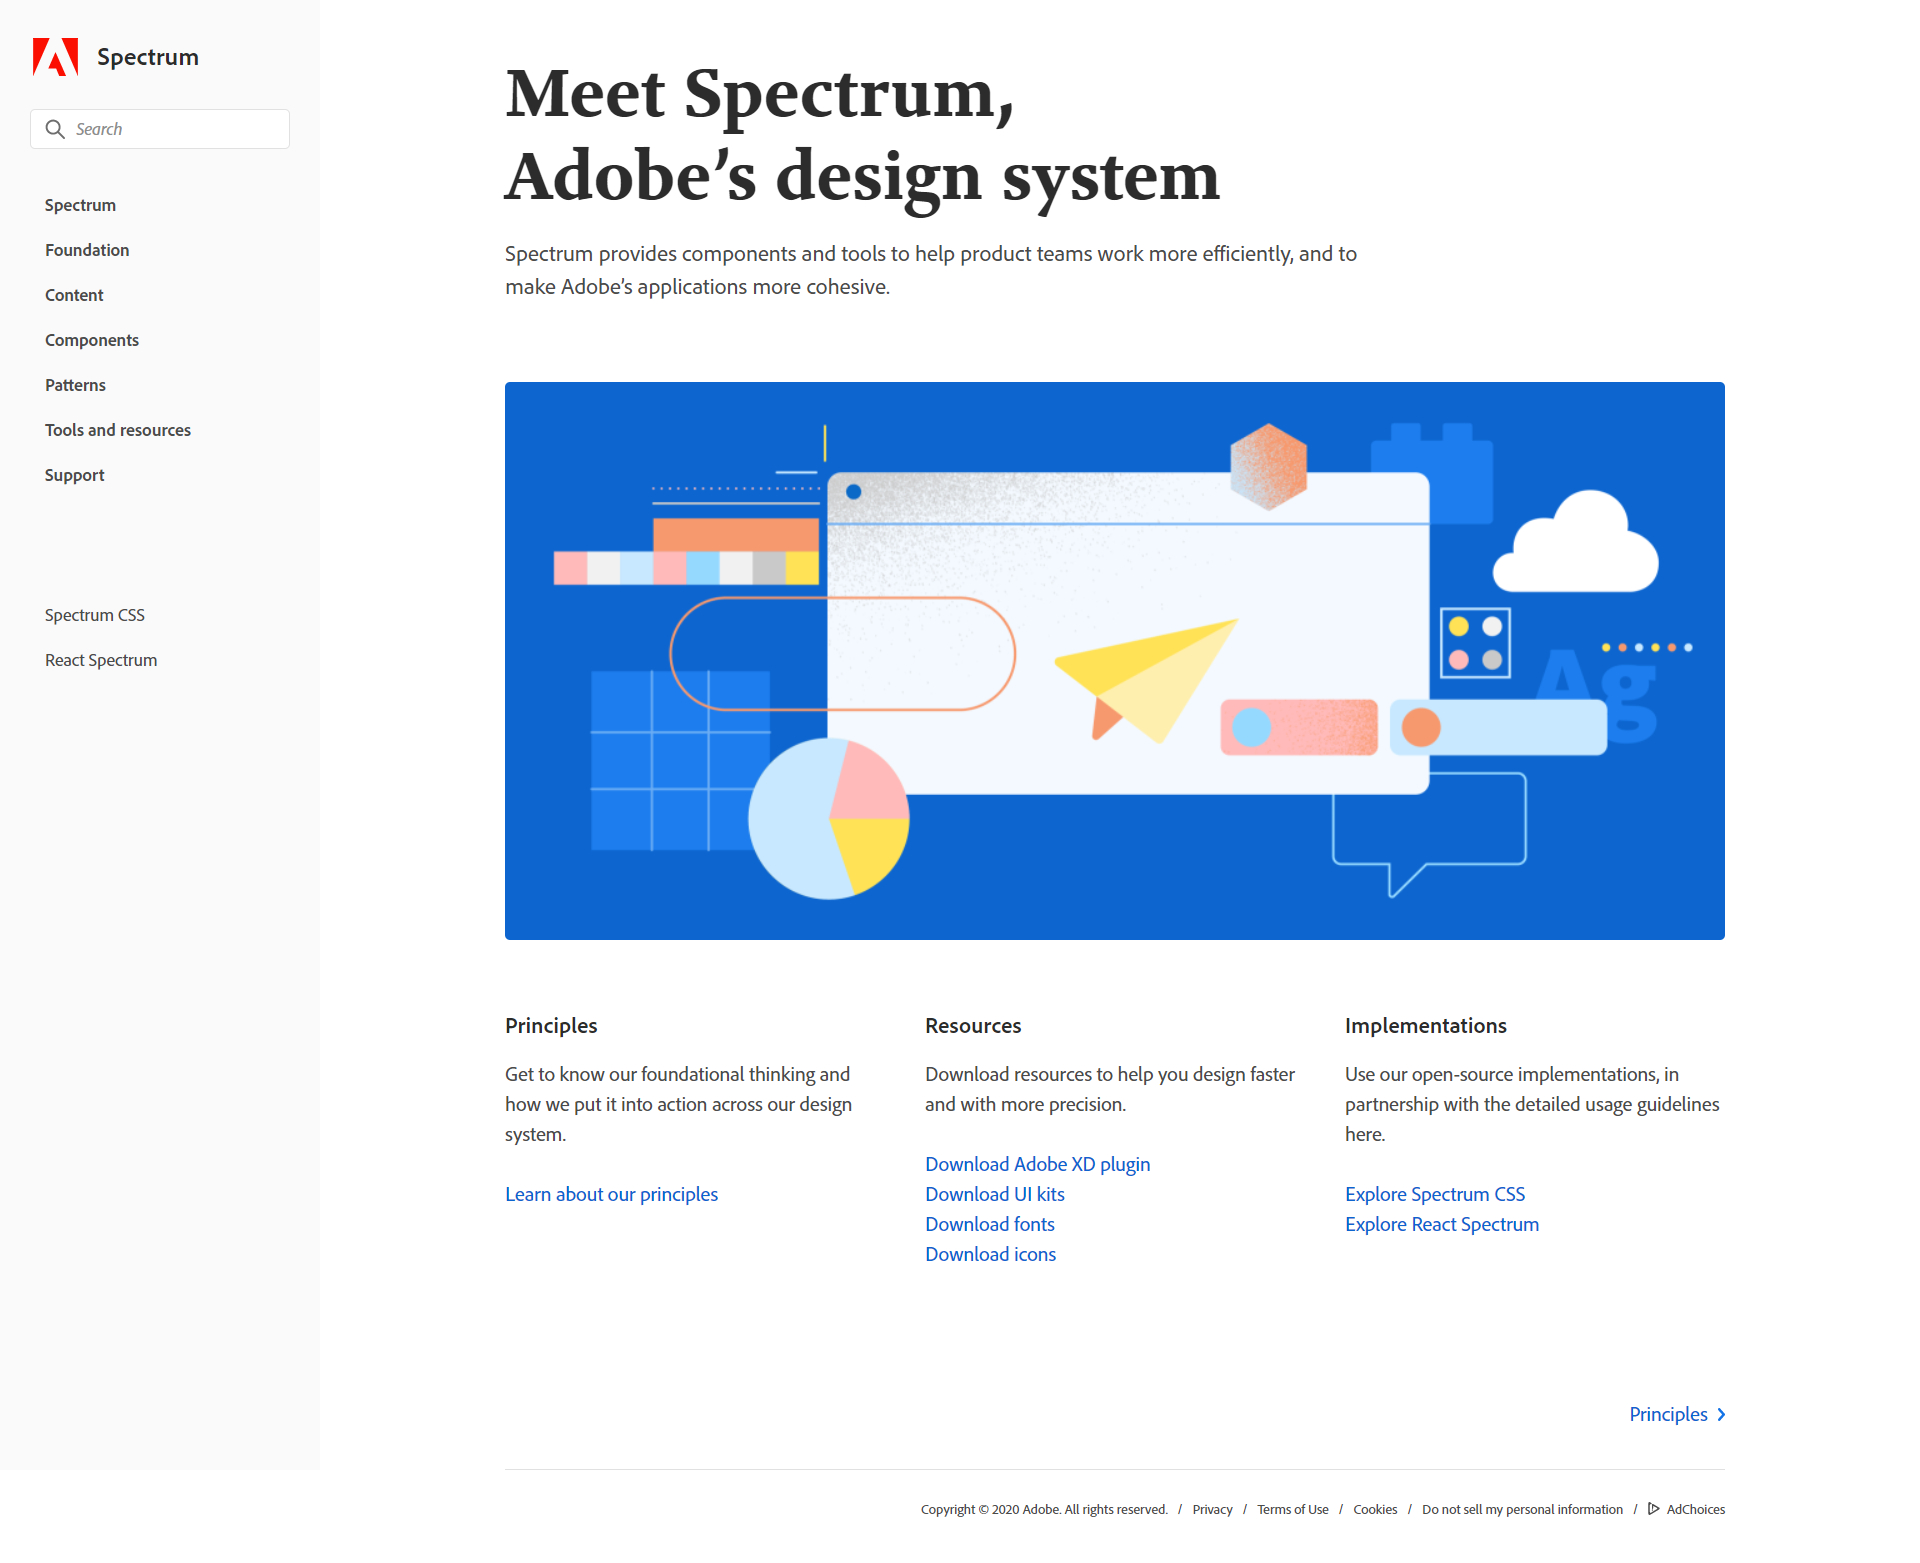 Spectrum
Search
Spectrum
Foundation
Content
Components
Patterns
Tools and resources
Support
Spectrum CSS
React Spectrum
Meet Spectrum,
Adobe’s design system
Spectrum provides components and tools to help product teams work more efficiently, and to
make Adobe’s applications more cohesive.
Ag
Principles
Get to know our foundational thinking and
how we put it into action across our design
system.
Learn about our principles
Resources
Download resources to help you design faster
and with more precision.
Download Adobe XD plugin
Download UI kits
Download fonts
Download icons
Implementations
Use our open-source implementations, in
partnership with the detailed usage guidelines
here.
Explore Spectrum CSS
Explore React Spectrum
Principles
Copyright © 2020 Adobe. All rights reserved. / Privacy / Terms of Use / Cookies / Do not sell my personal information / AdChoices